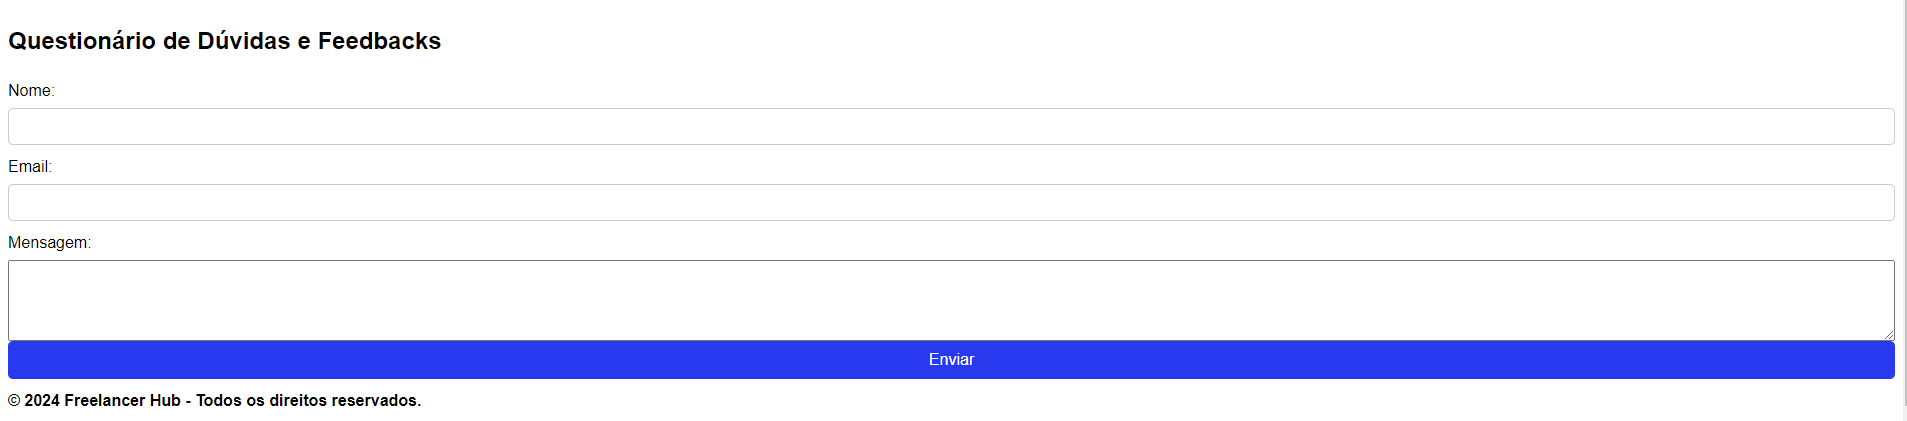 Questionário de Dúvidas e Feedbacks
Nome:
Email:
Mensagem:
Enviar
© 2024 Freelancer Hub - Todos os direitos reservados.